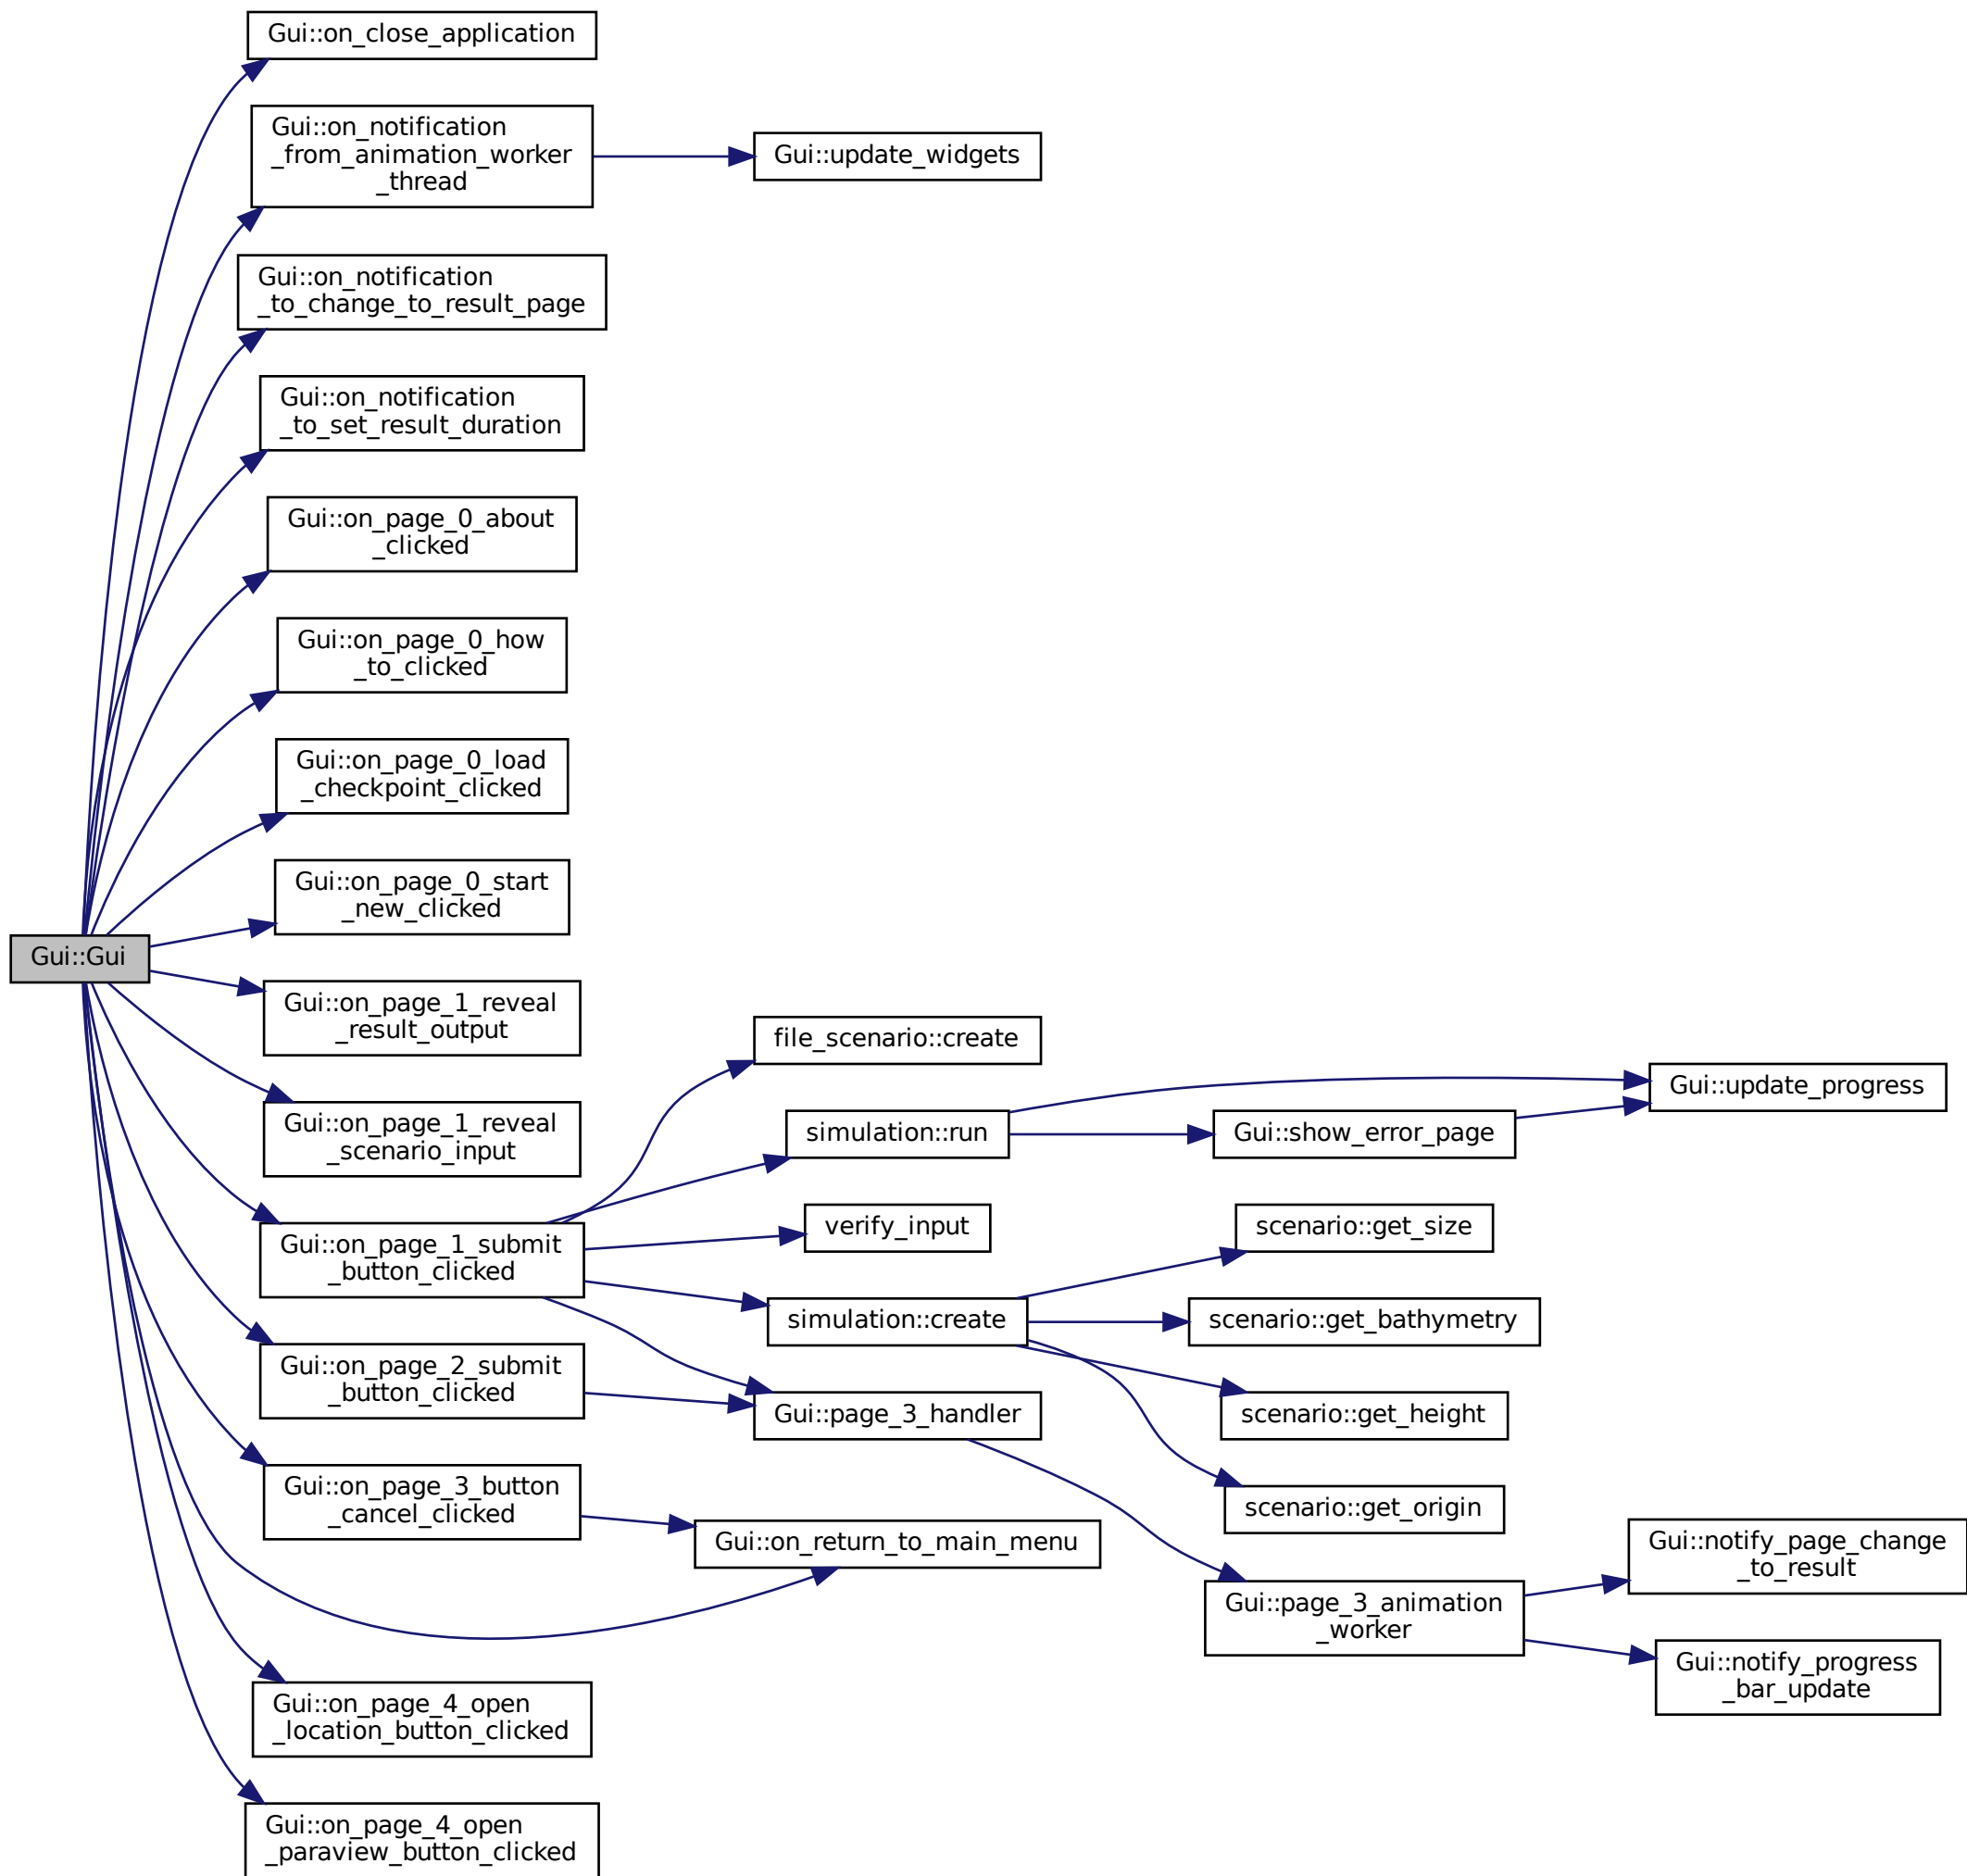 Gui::on_close_application
Gui::on_notification
_from_animation_worker
_thread
Gui::update_widgets
Gui::on_notification
_to_change_to_result_page
Gui::on_notification
_to_set_result_duration
Gui::on_page_0_about
_clicked
Gui::on_page_0_how
_to_clicked
Gui::on_page_0_load
_checkpoint_clicked
Gui::on_page_0_start
_new_clicked
Gui::Gui
Gui::on_page_1_reveal
_result_output
Gui::on_page_1_reveal
_scenario_input
Gui::on_page_1_submit
_button_clicked
Gui::on_page_2_submit
_button_clicked
Gui::on_page_3_button
_cancel_clicked
Gui::on_page_4_open
_location_button_clicked
Gui::on_page_4_open
_paraview_button_clicked
file_scenario::create
simulation::run
verify_input
simulation::create
Gui::page_3_handler
Gui::on_return_to_main_menu
Gui::show_error_page
scenario::get_size
scenario::get_bathymetry
scenario::get_height
scenario::get_origin
Gui::page_3_animation
_worker
Gui::update_progress
Gui::notify_page_change
_to_result
Gui::notify_progress
_bar_update